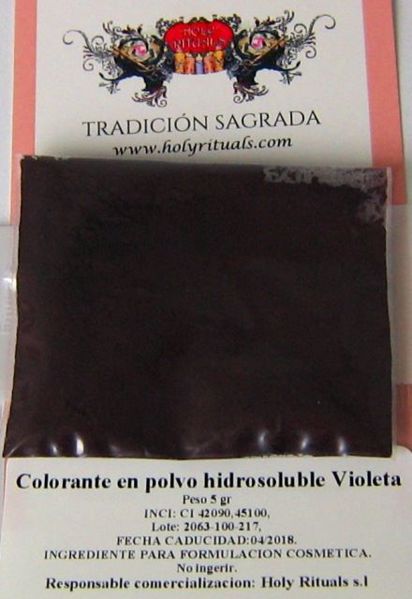 HOLY
RITUALS
TRADICIÓN SAGRADA
www.holyrituals.com
Colorante en polvo hidrosoluble Violeta
Peso 5 gr
INCI: CI 42090,45100,
Lote: 2063-100-217,
FECHA CADUCIDAD:04/2018.
INGREDIENTE PARA FORMULACION COSMETICA.
No ingerir.
Responsable comercializacion: Holy Rituals s.l